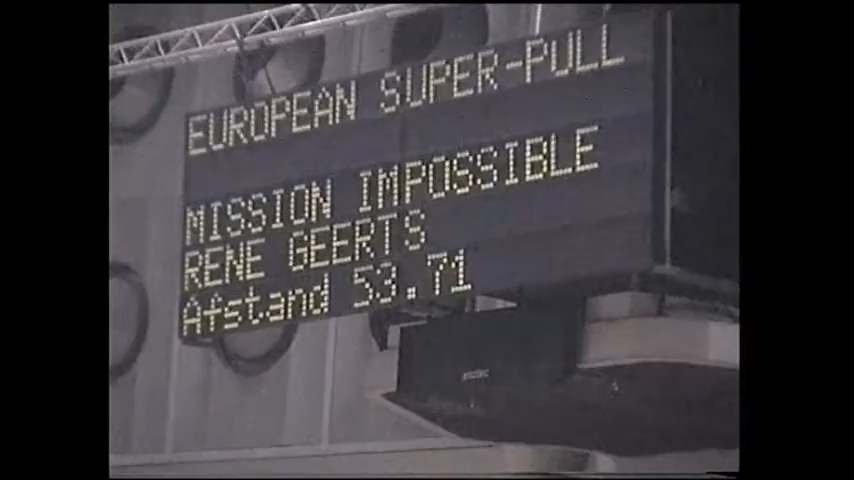 EUROPEAN SUPER-PULL
MISSION IMPOSSIBLE
RENE GEERTS
Afstand 53.71